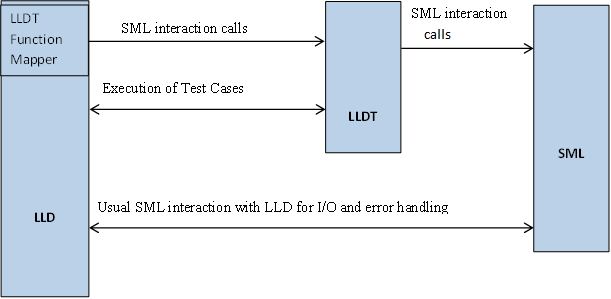 LLDT
Function
Mapper
SML interaction calls
SML interaction
calls
Execution of Test Cases
LLDT
SML
Usual SML interaction with LLD for I/O and error handling
LLD